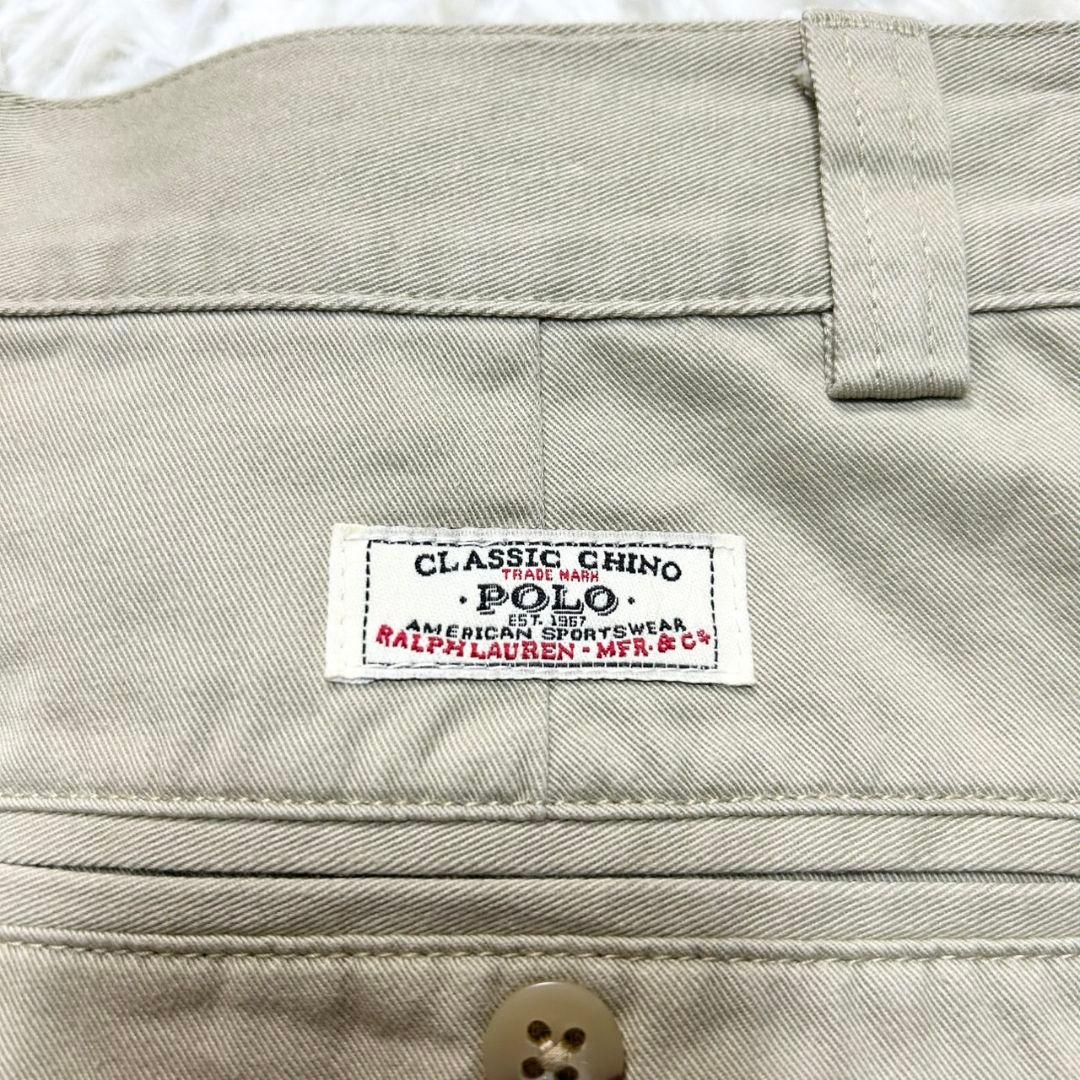 CLASSIC CHINO
TRADE MARK
· POLO ·
EST. 1967
AMERICAN SPORTSWEAR
RALPH LAUREN - MFR. & Co